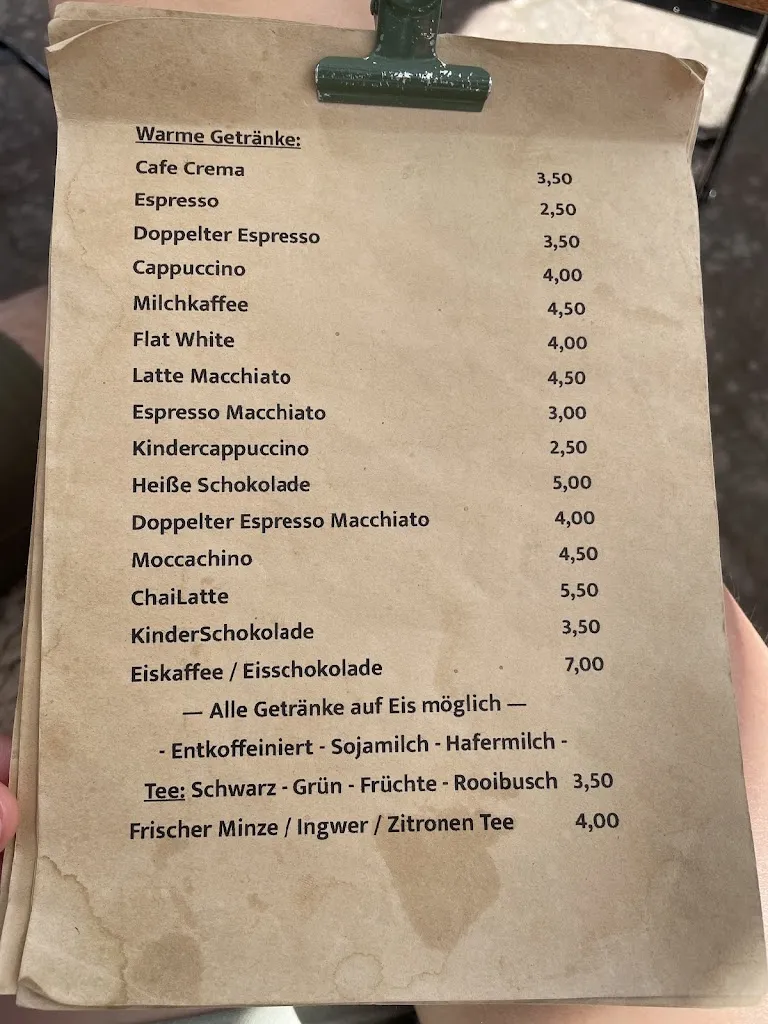 Warme Getränke:
Cafe Crema 3,50
Espresso 2,50
Doppelter Espresso 3,50
Cappuccino 4,00
Milchkaffee 4,50
Flat White 4,00
Latte Macchiato 4,50
Espresso Macchiato 3,00
Kindercappuccino 2,50
Heiße Schokolade 5,00
Doppelter Espresso Macchiato 4,00
Moccachino 4,50
ChaiLatte 5,50
KinderSchokolade 3,50
Eiskaffee / Eisschokolade 7,00
— Alle Getränke auf Eis möglich —
- Entkoffeiniert - Sojamilch - Hafermilch -
Tee: Schwarz - Grün - Früchte - Rooibusch 3,50
Frischer Minze / Ingwer / Zitronen Tee 4,00